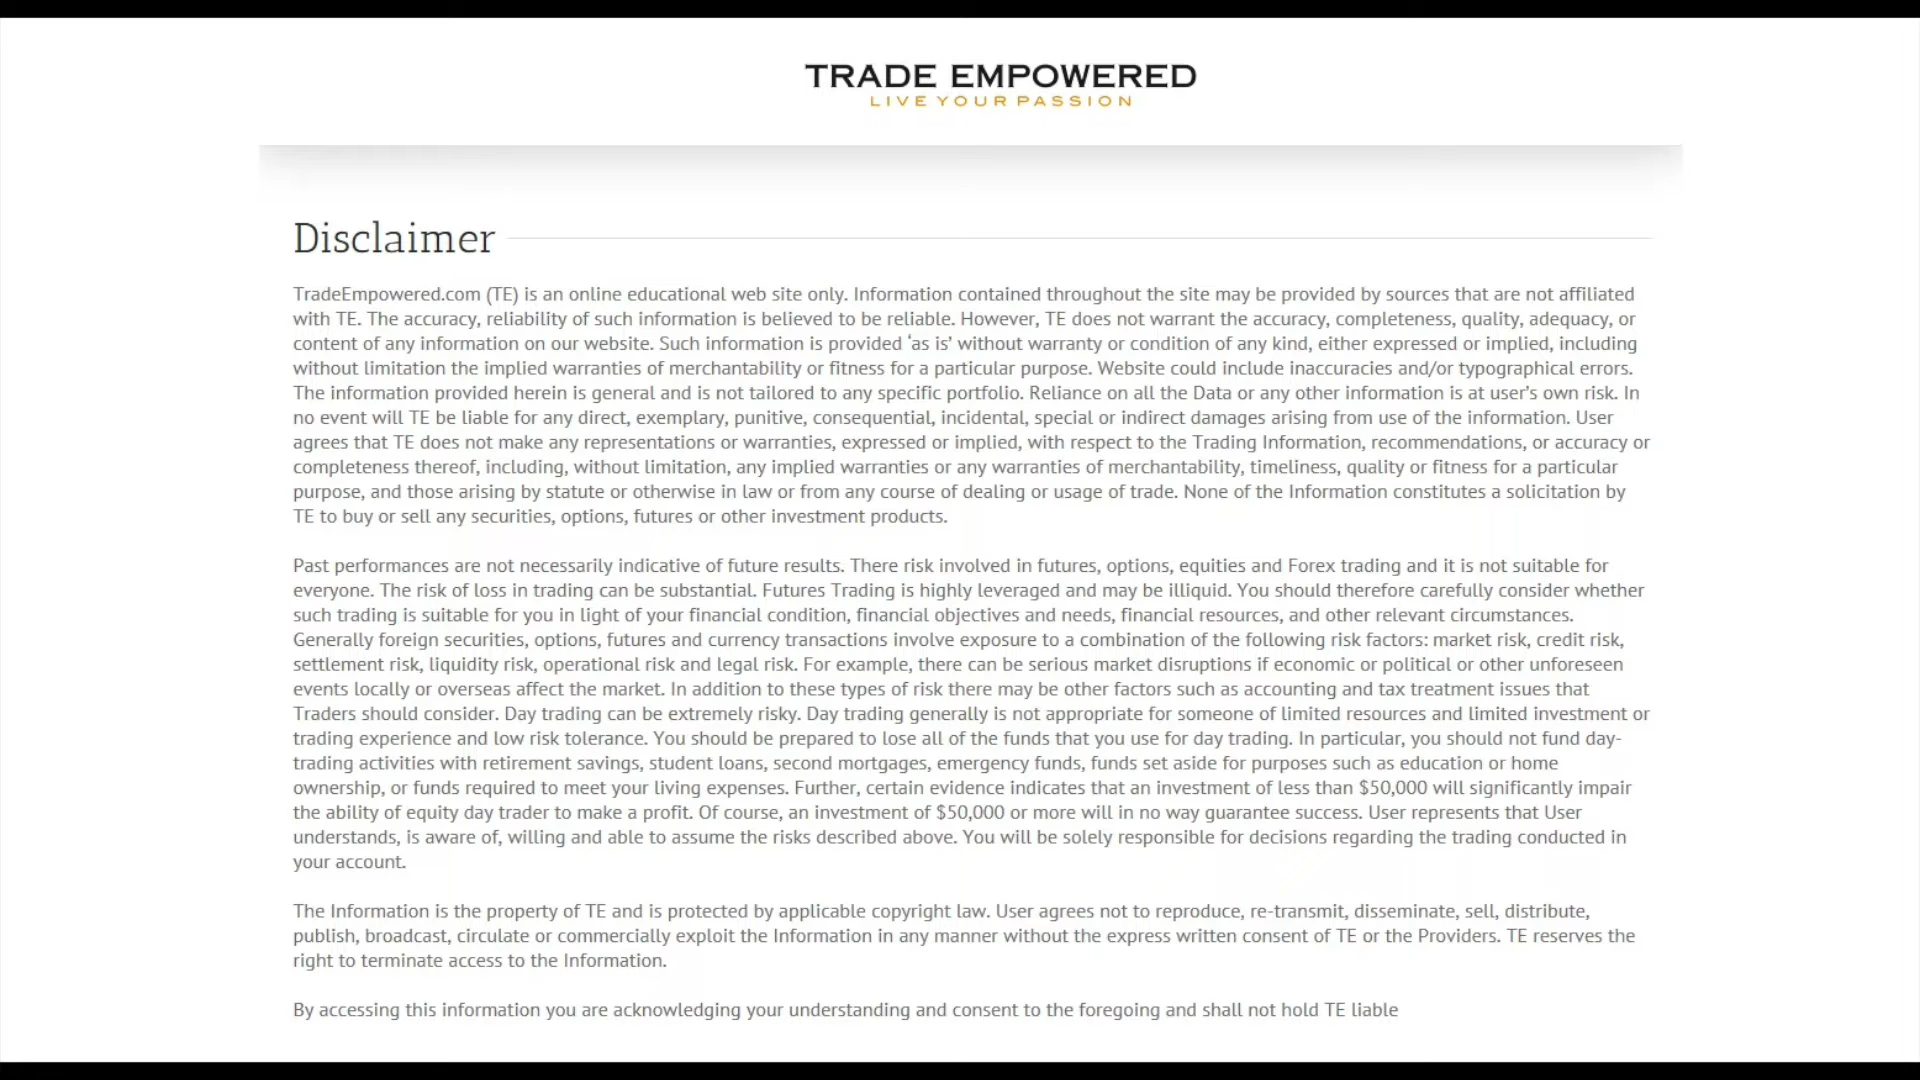 TRADE EMPOWERED
LIVE YOUR PASSION
Disclaimer
TradeEmpowered.com (TE) is an online educational web site only. Information contained throughout the site may be provided by sources that are not affiliated
with TE. The accuracy, reliability of such information is believed to be reliable. However, TE does not warrant the accuracy, completeness, quality, adequacy, or
content of any information on our website. Such information is provided ‘as is’ without warranty or condition of any kind, either expressed or implied, including
without limitation the implied warranties of merchantability or fitness for a particular purpose. Website could include inaccuracies and/or typographical errors.
The information provided herein is general and is not tailored to any specific portfolio. Reliance on all the Data or any other information is at user’s own risk. In
no event will TE be liable for any direct, exemplary, punitive, consequential, incidental, special or indirect damages arising from use of the information. User
agrees that TE does not make any representations or warranties, expressed or implied, with respect to the Trading Information, recommendations, or accuracy or
completeness thereof, including, without limitation, any implied warranties or any warranties of merchantability, timeliness, quality or fitness for a particular
purpose, and those arising by statute or otherwise in law or from any course of dealing or usage of trade. None of the Information constitutes a solicitation by
TE to buy or sell any securities, options, futures or other investment products.
Past performances are not necessarily indicative of future results. There risk involved in futures, options, equities and Forex trading and it is not suitable for
everyone. The risk of loss in trading can be substantial. Futures Trading is highly leveraged and may be illiquid. You should therefore carefully consider whether
such trading is suitable for you in light of your financial condition, financial objectives and needs, financial resources, and other relevant circumstances.
Generally foreign securities, options, futures and currency transactions involve exposure to a combination of the following risk factors: market risk, credit risk,
settlement risk, liquidity risk, operational risk and legal risk. For example, there can be serious market disruptions if economic or political or other unforeseen
events locally or overseas affect the market. In addition to these types of risk there may be other factors such as accounting and tax treatment issues that
Traders should consider. Day trading can be extremely risky. Day trading generally is not appropriate for someone of limited resources and limited investment or
trading experience and low risk tolerance. You should be prepared to lose all of the funds that you use for day trading. In particular, you should not fund day-
trading activities with retirement savings, student loans, second mortgages, emergency funds, funds set aside for purposes such as education or home
ownership, or funds required to meet your living expenses. Further, certain evidence indicates that an investment of less than $50,000 will significantly impair
the ability of equity day trader to make a profit. Of course, an investment of $50,000 or more will in no way guarantee success. User represents that User
understands, is aware of, willing and able to assume the risks described above. You will be solely responsible for decisions regarding the trading conducted in
your account.
The Information is the property of TE and is protected by applicable copyright law. User agrees not to reproduce, re-transmit, disseminate, sell, distribute,
publish, broadcast, circulate or commercially exploit the Information in any manner without the express written consent of TE or the Providers. TE reserves the
right to terminate access to the Information.
By accessing this information you are acknowledging your understanding and consent to the foregoing and shall not hold TE liable